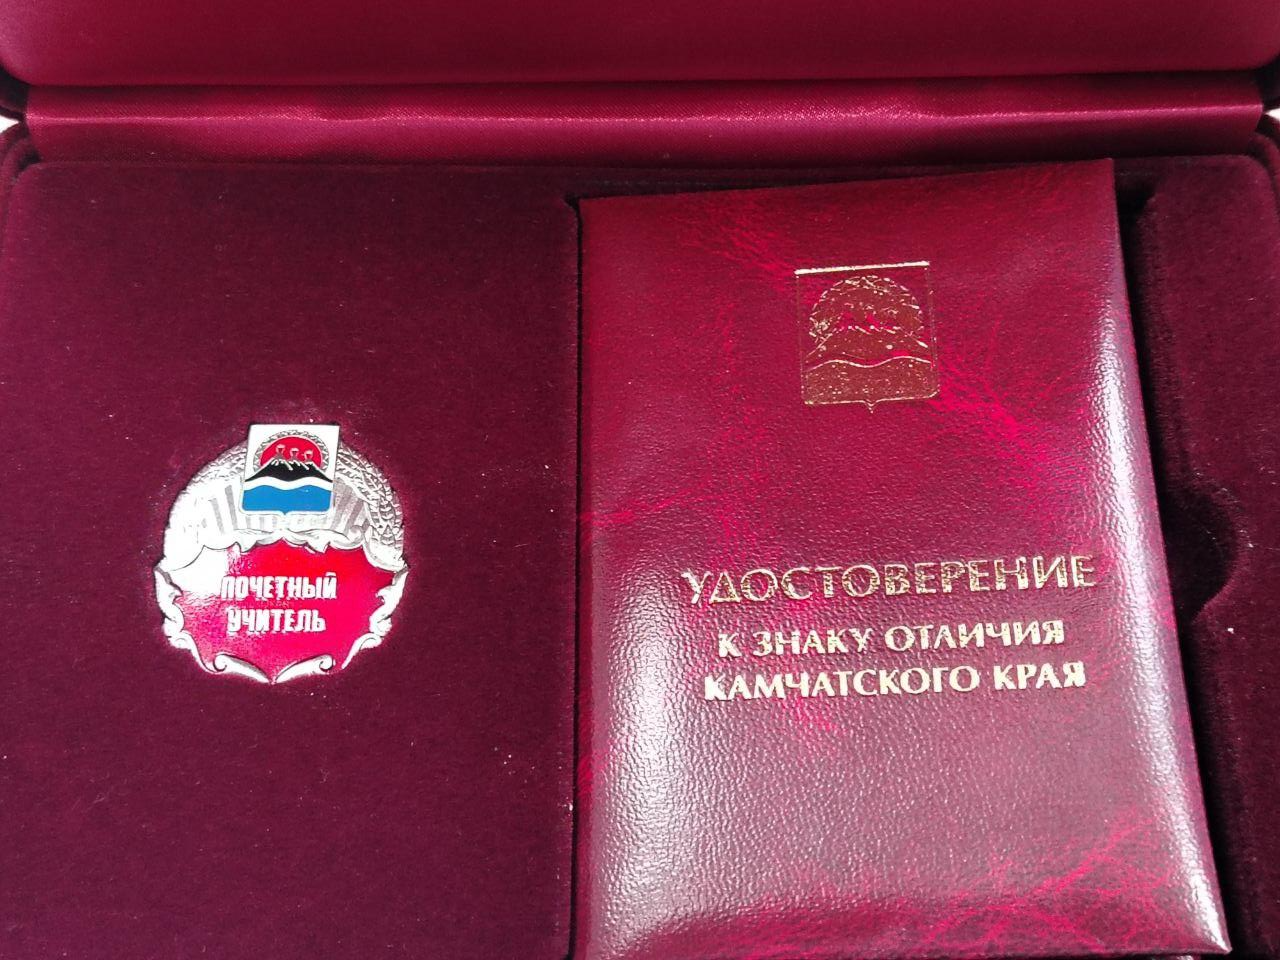 ПОЧЕТНЫЙ
УЧИТЕЛЬ
УДОСТОВЕРЕНИЕ
К ЗНАКУ ОТЛИЧИЯ
КАМЧАТСКОГО КРАЯ